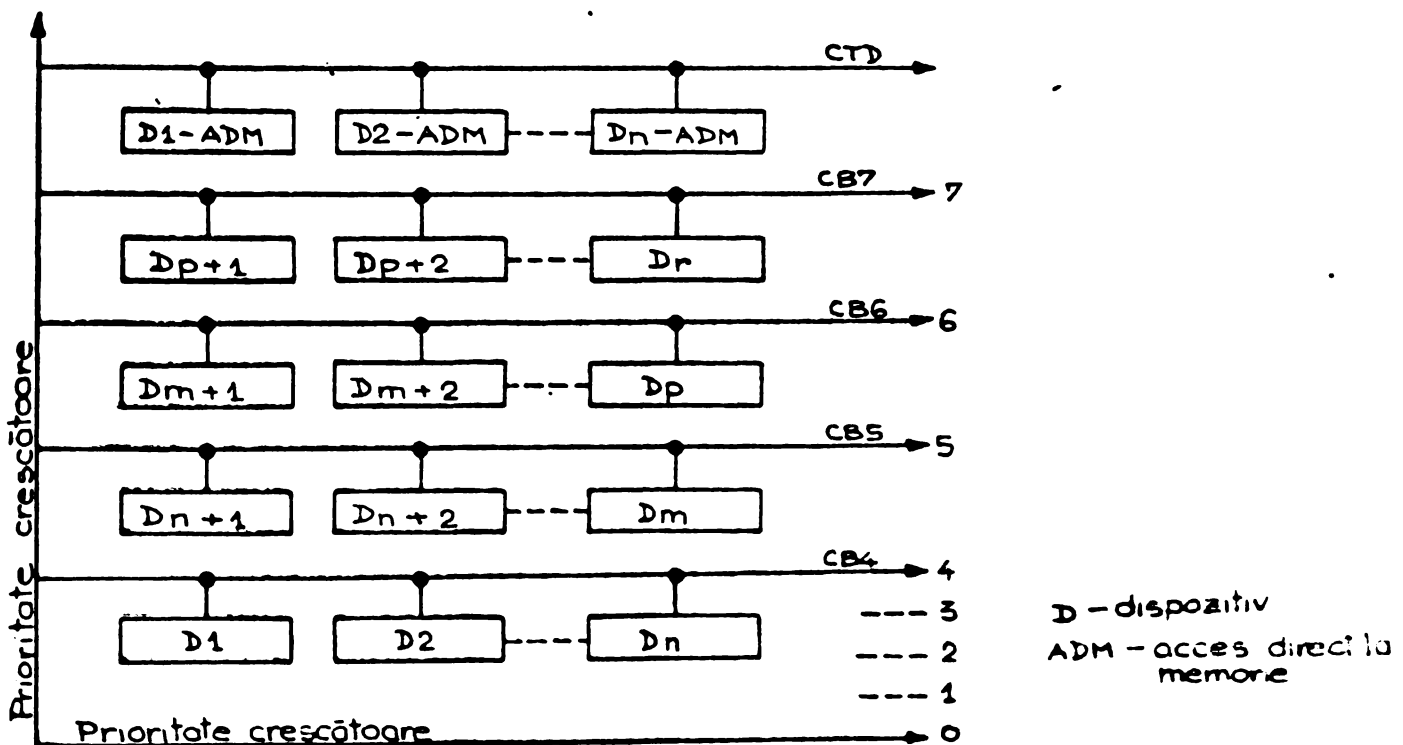 CTD
D1-ADM D2-ADM Dn-ADM
CB7 7
Dp+1 Dp+2 Dr
CB6 6
Dm+1 Dm+2 Dp
CB5 5
Dn+1 Dn+2 Dm
CB4 4
D1 D2 Dn
3
2
1
0
Prioritate crescătoare
Prioritate crescătoare
D - dispozitiv
ADM - acces direct la
memorie